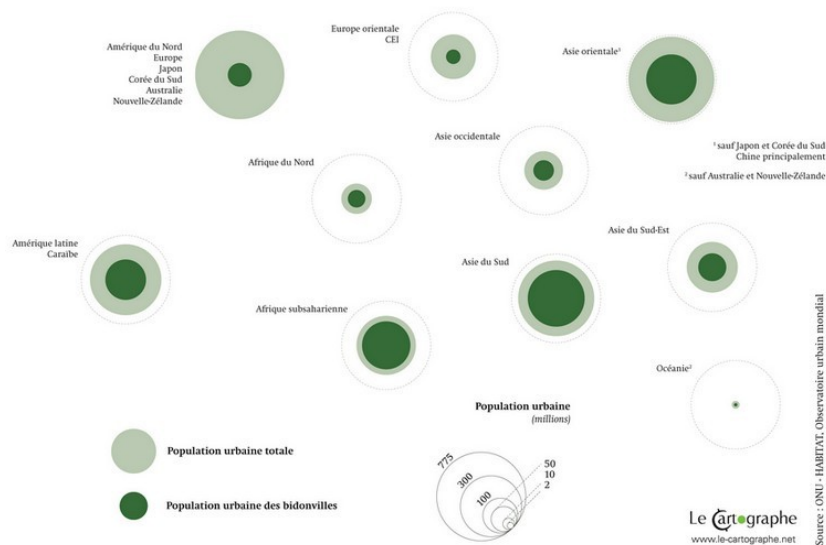 Amérique du Nord
Europe
Japon
Corée du Sud
Australie
Nouvelle-Zélande
Europe orientale
CEI
Asie orientale¹
Asie occidentale
¹ sauf Japon et Corée du Sud
Chine principalement
² sauf Australie et Nouvelle-Zélande
Afrique du Nord
Amérique latine
Caraïbe
Asie du Sud
Asie du Sud-Est
Afrique subsaharienne
Océanie²
Population urbaine
(millions)
775
300
100
50
10
2
Population urbaine totale
Population urbaine des bidonvilles
Le Cartographe
www.le-cartographe.net
Source : ONU - HABITAT, Observatoire urbain mondial